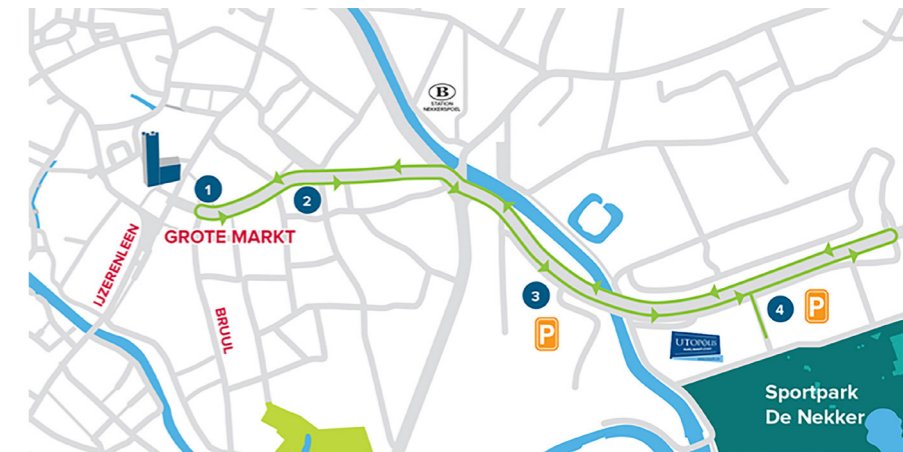 B
STATION
NEKKERSPOEL
1
2
GROTE MARKT
IJZERENLEEN
BRUUL
3
P
4
P
UTOPOLIS
Sportpark
De Nekker